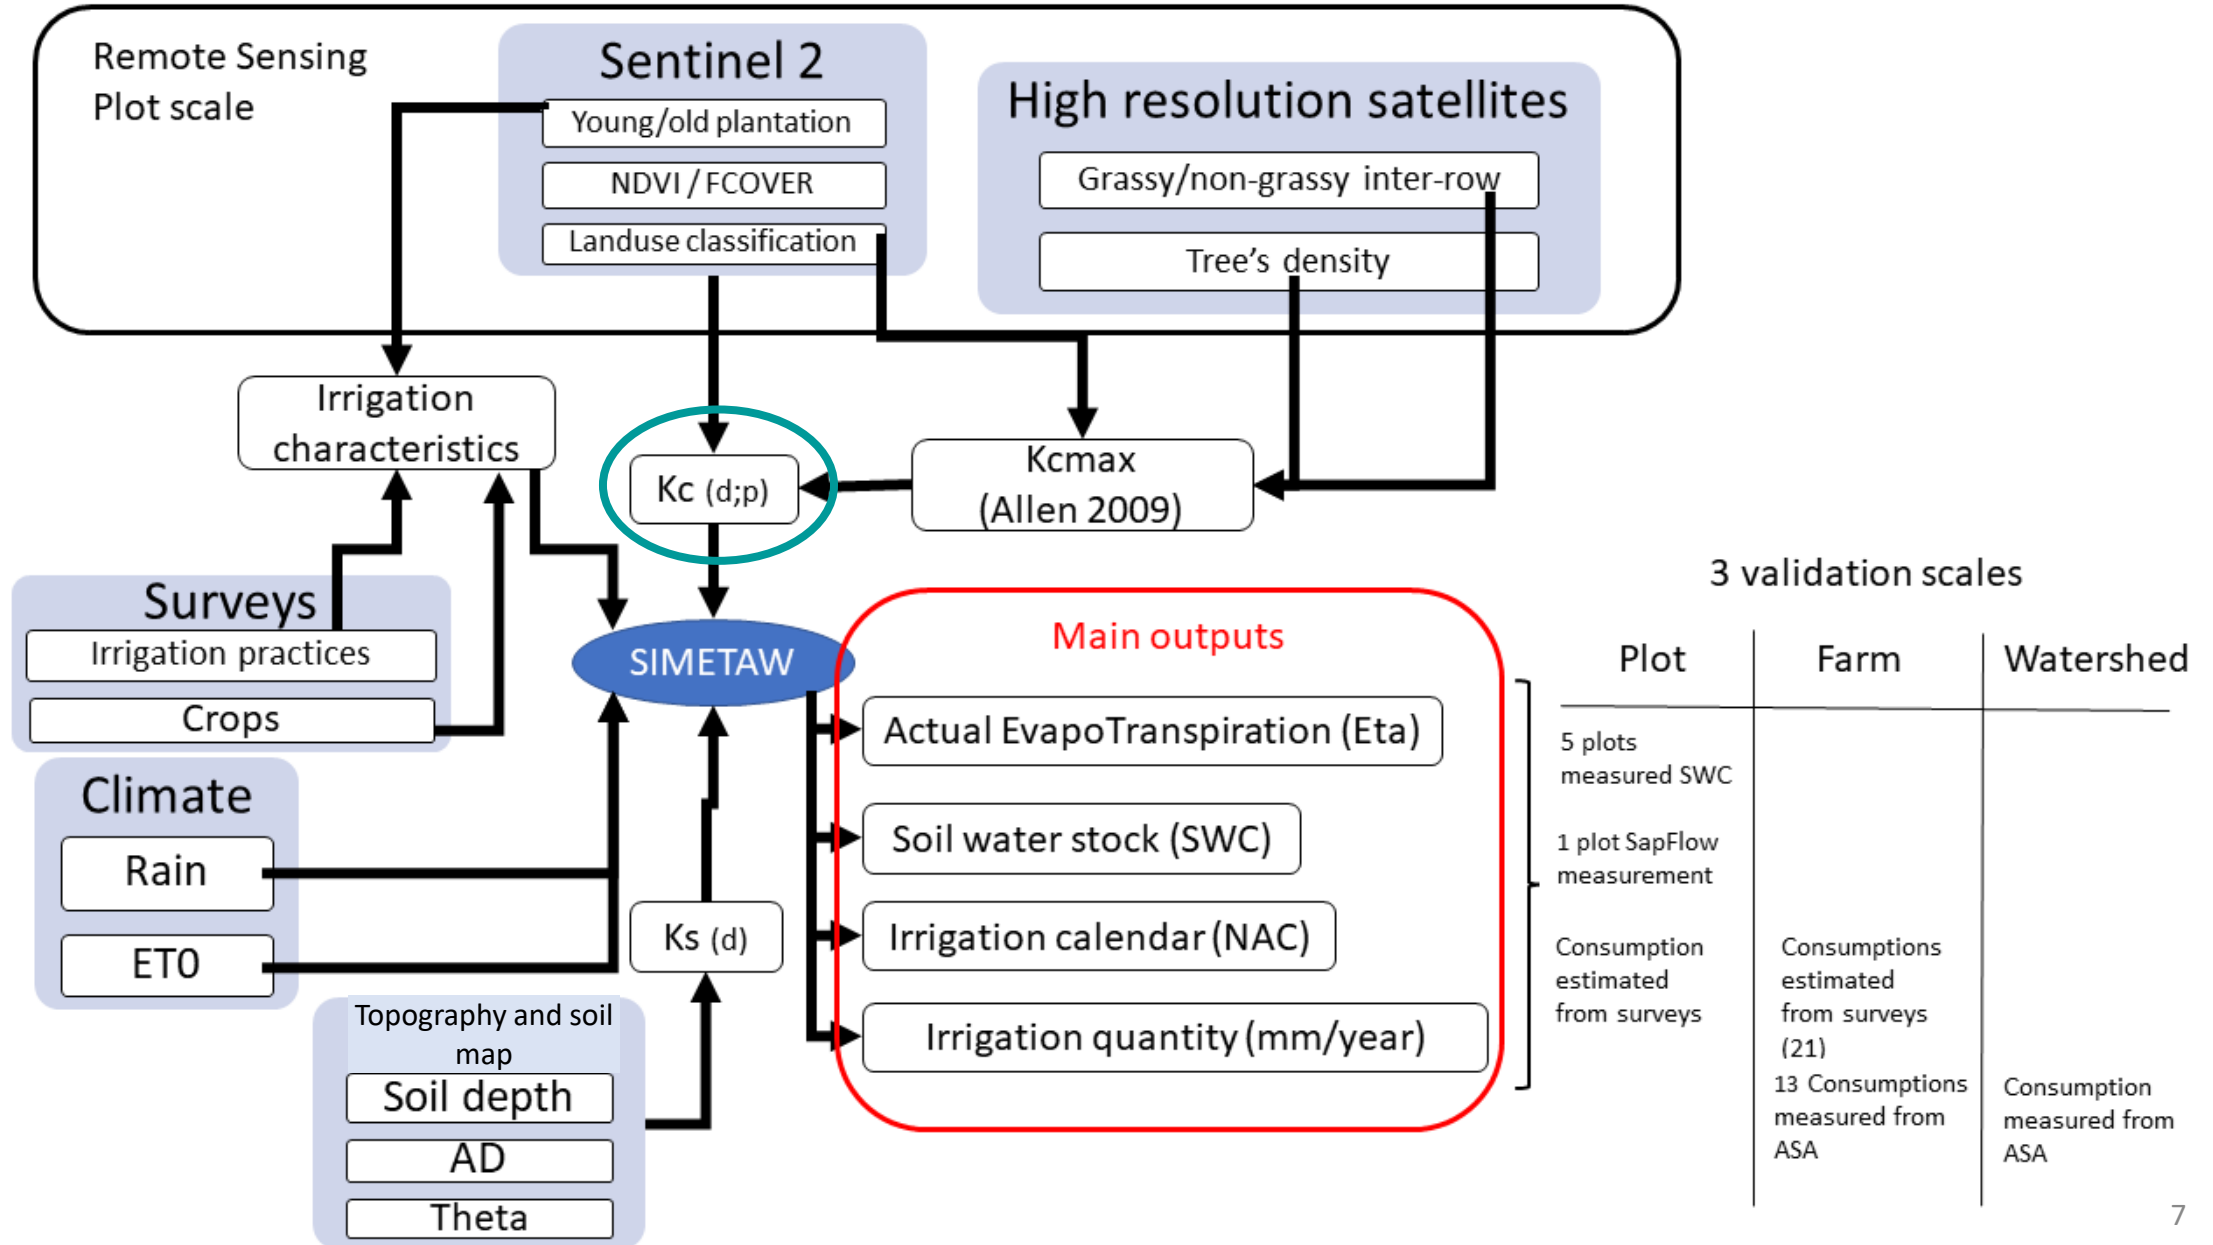 Remote Sensing
Plot scale
Sentinel 2
Young/old plantation
NDVI / FCOVER
Landuse classification
High resolution satellites
Grassy/non-grassy inter-row
Tree's density
Irrigation
characteristics
Kc (d;p)
Kcmax
(Allen 2009)
Surveys
Irrigation practices
Crops
Climate
Rain
ET0
Topography and soil
map
Soil depth
AD
Theta
Ks (d)
SIMETAW
Main outputs
Actual EvapoTranspiration (Eta)
Soil water stock (SWC)
Irrigation calendar (NAC)
Irrigation quantity (mm/year)
3 validation scales
Plot
Farm
Watershed
5 plots
measured SWC
1 plot SapFlow
measurement
Consumption
estimated
from surveys
Consumptions
estimated
from surveys
(21)
13 Consumptions
measured from
ASA
Consumption
measured from
ASA
7